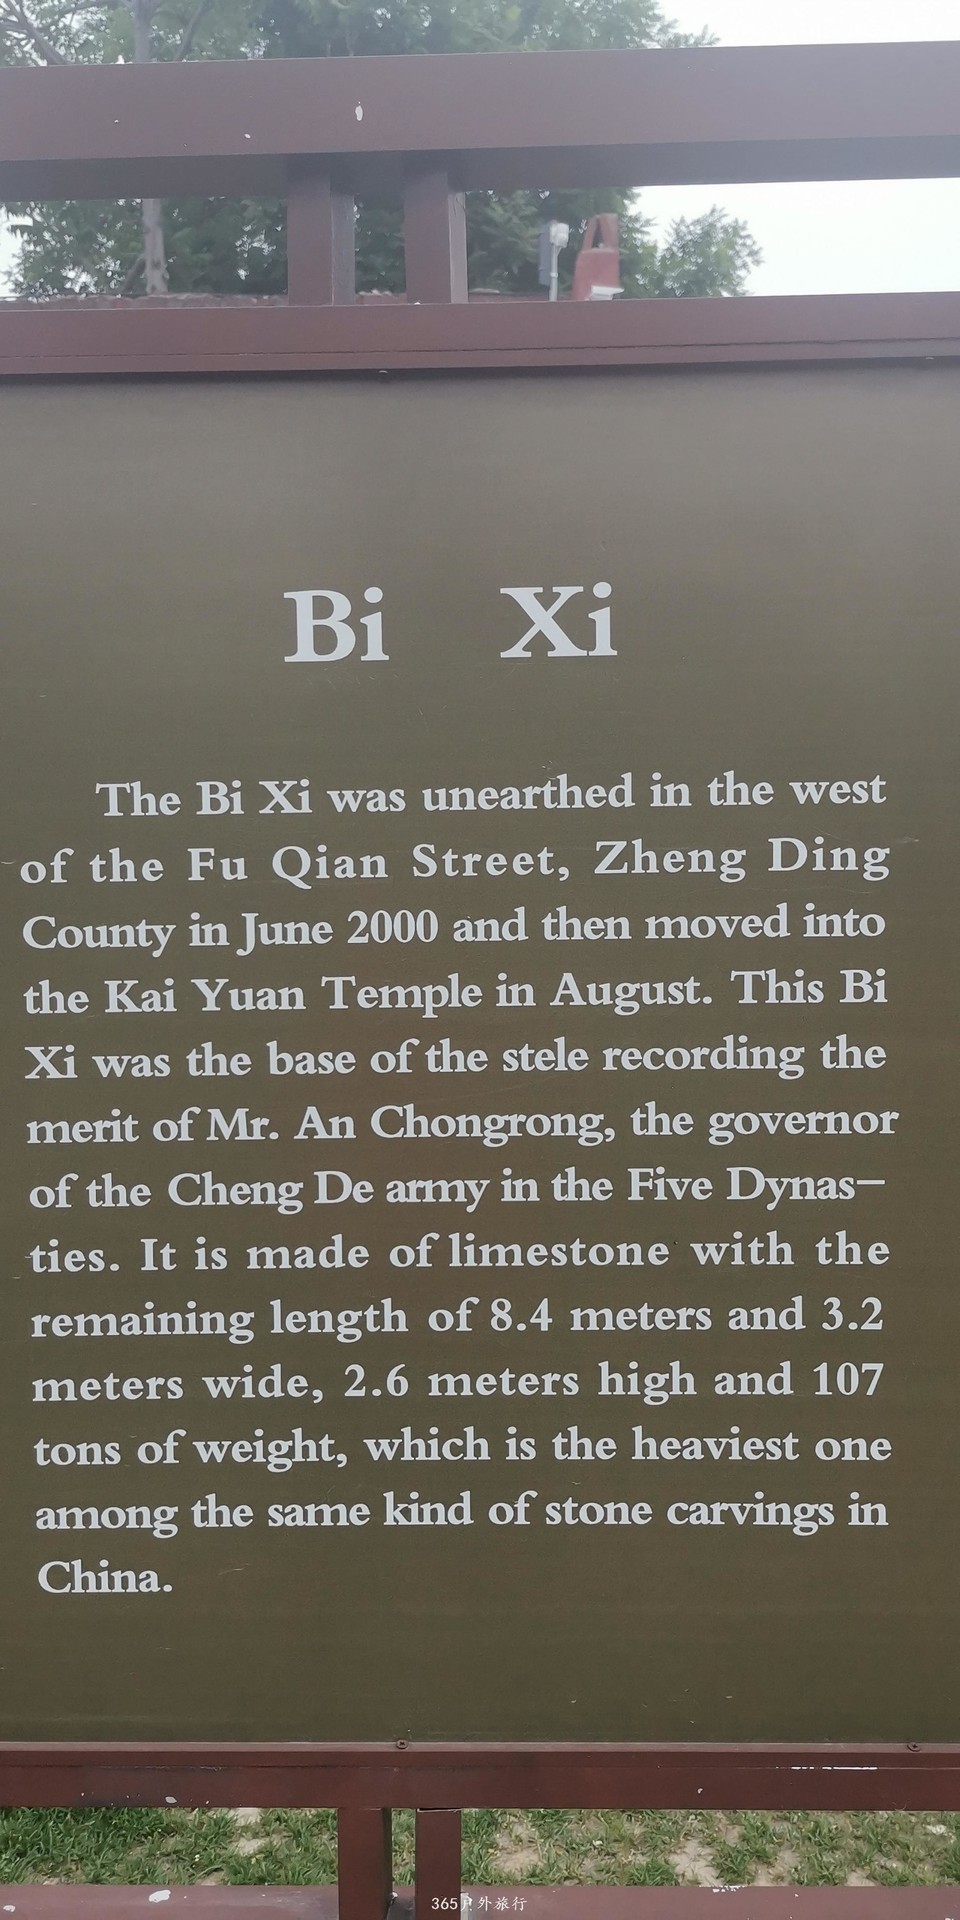 Bi Xi
The Bi Xi was unearthed in the west
of the Fu Qian Street, Zheng Ding
County in June 2000 and then moved into
the Kai Yuan Temple in August. This Bi
Xi was the base of the stele recording the
merit of Mr. An Chongrong, the governor
of the Cheng De army in the Five Dynas-
ties. It is made of limestone with the
remaining length of 8.4 meters and 3.2
meters wide, 2.6 meters high and 107
tons of weight, which is the heaviest one
among the same kind of stone carvings in
China.
365户外旅行